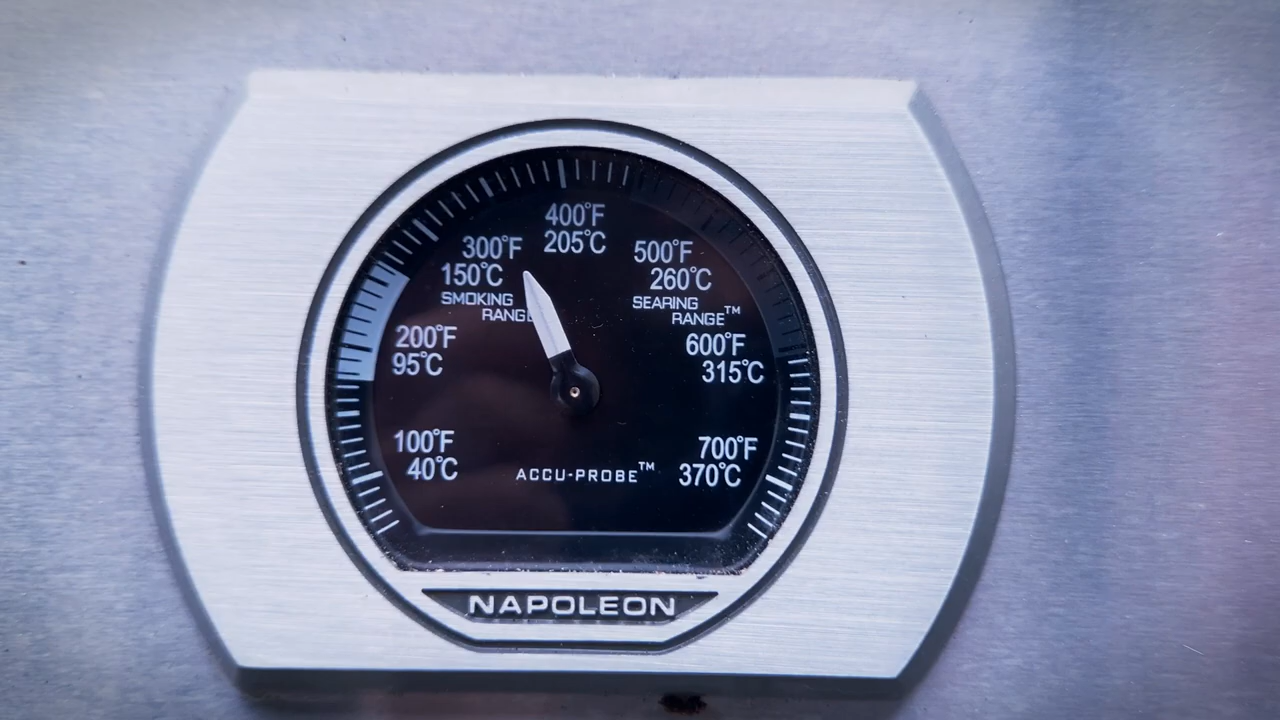 400°F
205°C
300°F
150°C
SMOKING
RANGE
500°F
260°C
SEARING
RANGE™
200°F
95°C
600°F
315°C
100°F
40°C
700°F
370°C
ACCU-PROBE™
NAPOLEON